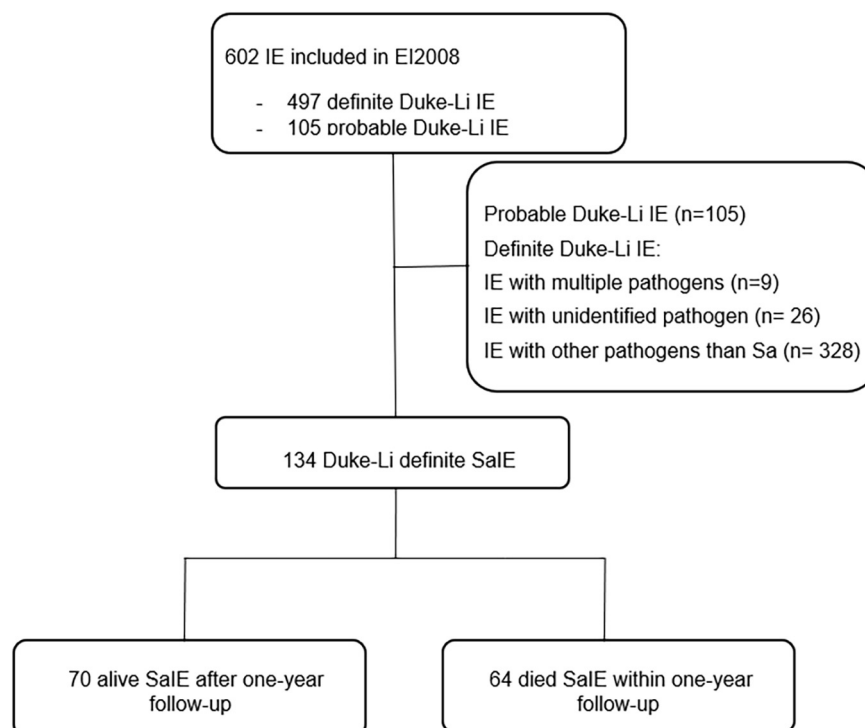 602 IE included in EI2008
- 497 definite Duke-Li IE
- 105 probable Duke-Li IE
Probable Duke-Li IE (n=105)
Definite Duke-Li IE:
IE with multiple pathogens (n=9)
IE with unidentified pathogen (n= 26)
IE with other pathogens than Sa (n= 328)
134 Duke-Li definite SaIE
70 alive SaIE after one-year
follow-up
64 died SaIE within one-year
follow-up